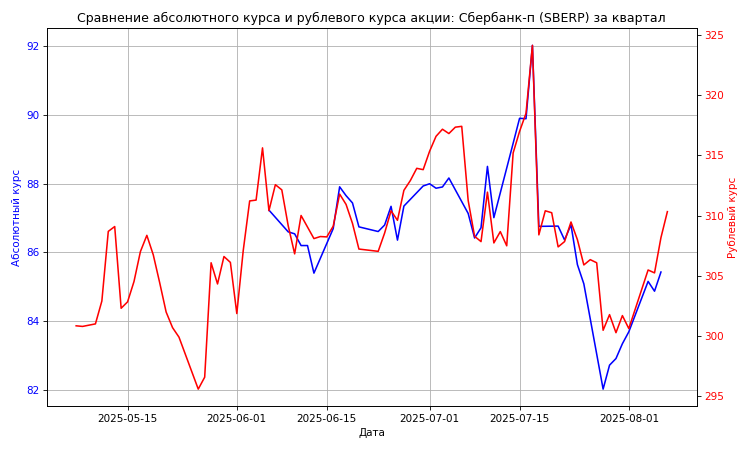 Сравнение абсолютного курса и рублевого курса акции: Сбербанк-п (SBERP) за квартал
92
90
88
86
84
82
Абсолютный курс
325
320
315
310
305
300
295
Рублевый курс
2025-05-15 2025-06-01 2025-06-15 2025-07-01 2025-07-15 2025-08-01
Дата